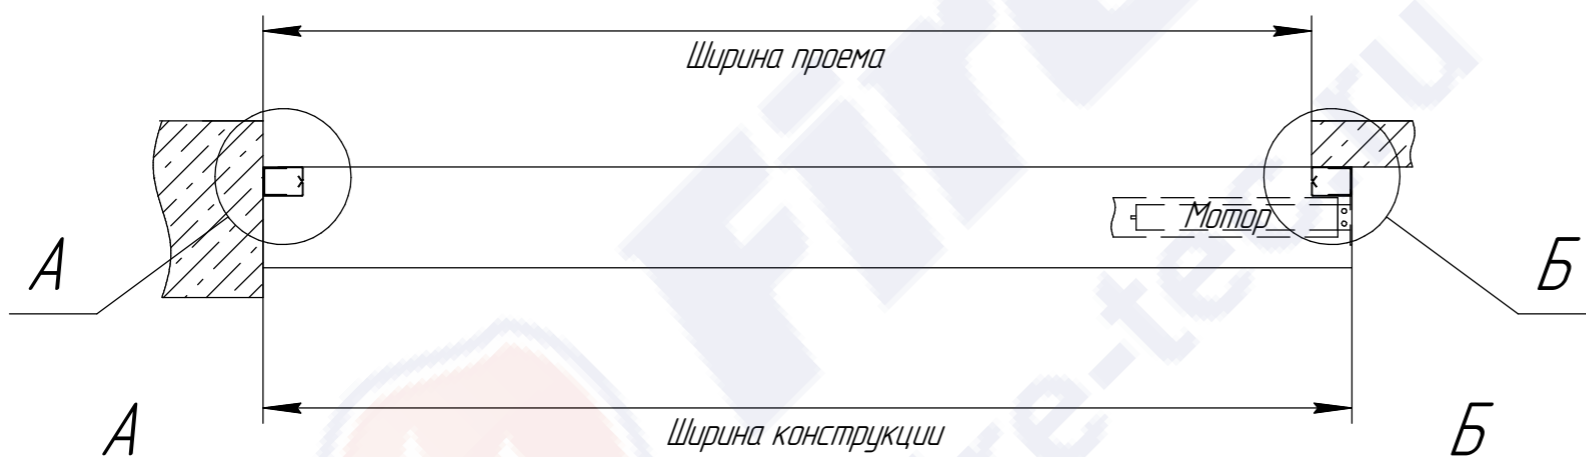 Ширина проема
Мотор
А
Б
Ширина конструкции
А
Б